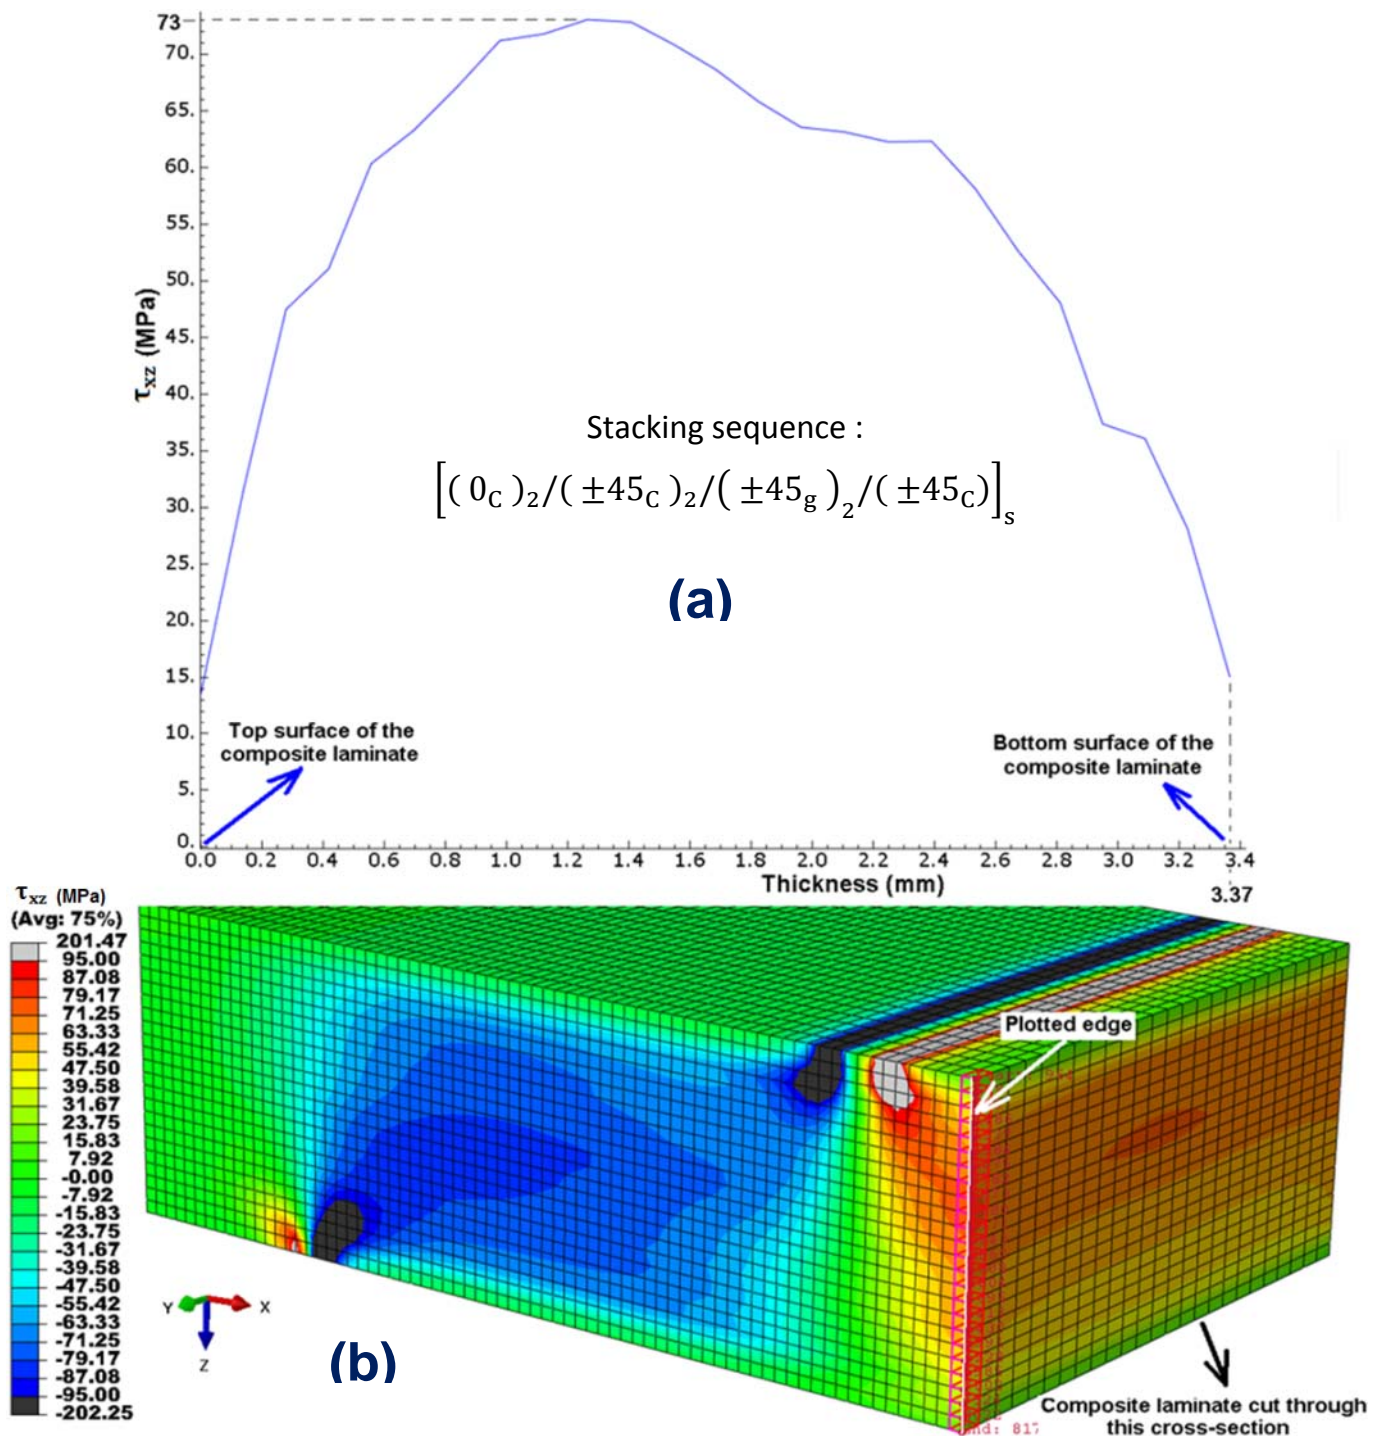 73
70.
65.
60.
55.
50.
45.
40.
35.
30.
25.
20.
15.
10.
5.
0.
τxz (MPa)
Stacking sequence :
[( 0C )2/( ±45C )2/( ±45g )2/( ±45C)]s
(a)
Top surface of the
composite laminate
Bottom surface of the
composite laminate
0.0 0.2 0.4 0.6 0.8 1.0 1.2 1.4 1.6 1.8 2.0 2.2 2.4 2.6 2.8 3.0 3.2 3.4
Thickness (mm)
3.37
τxz (MPa)
(Avg: 75%)
201.47
95.00
87.08
79.17
71.25
63.33
55.42
47.50
39.58
31.67
23.75
15.83
7.92
-0.00
-7.92
-15.83
-23.75
-31.67
-39.58
-47.50
-55.42
-63.33
-71.25
-79.17
-87.08
-95.00
-202.25
Plotted edge
Y X
Z
(b)
Composite laminate cut through
this cross-section